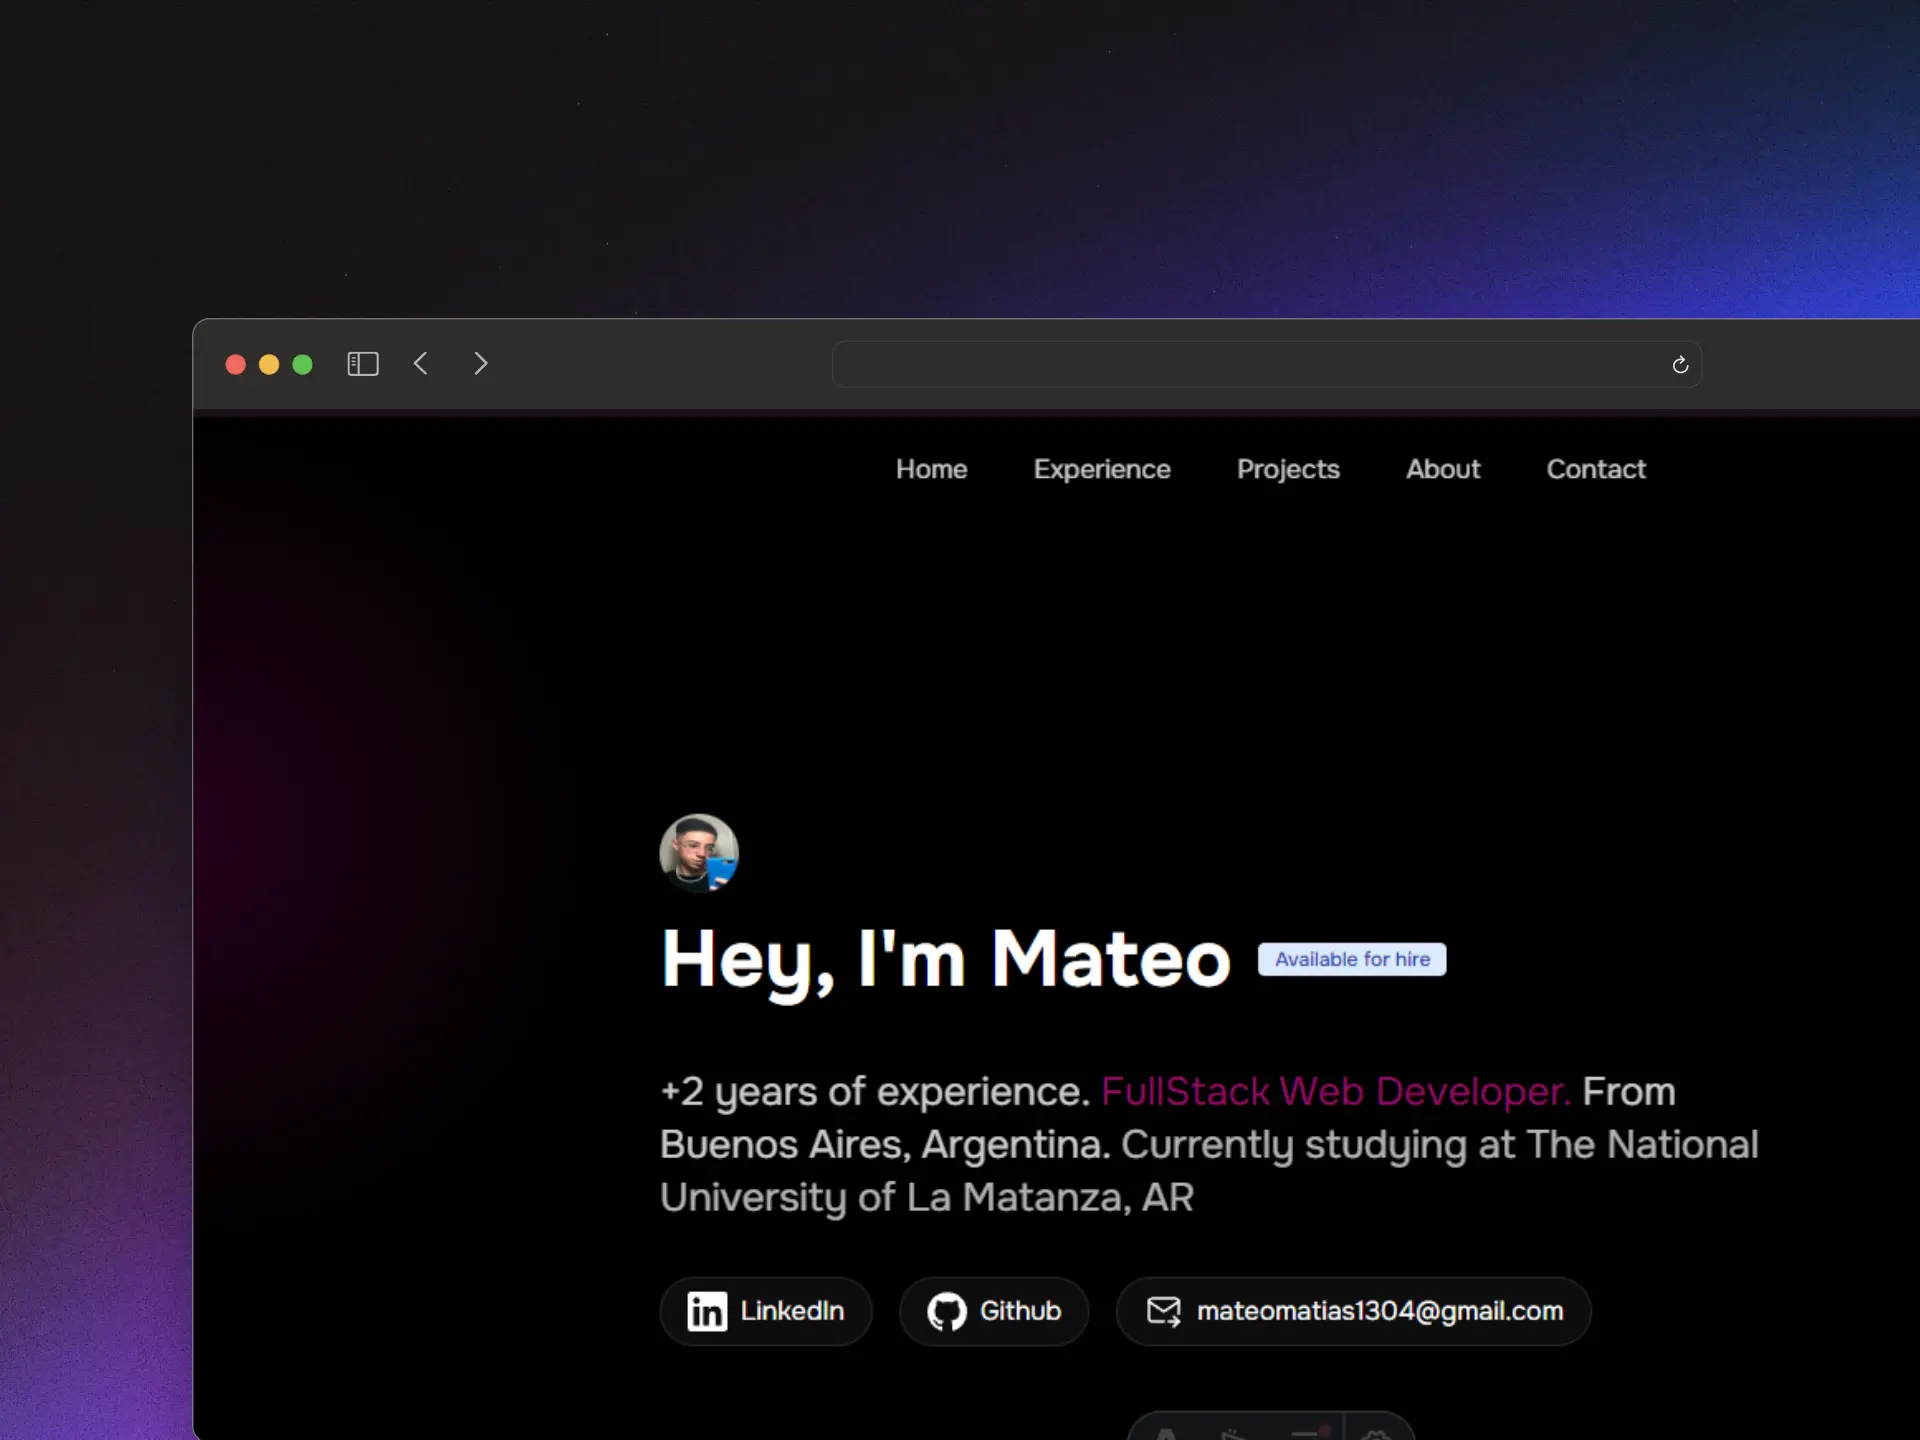 Home Experience Projects About Contact
Hey, I'm Mateo Available for hire
+2 years of experience. FullStack Web Developer. From
Buenos Aires, Argentina. Currently studying at The National
University of La Matanza, AR
in LinkedIn Github mateomatias1304@gmail.com